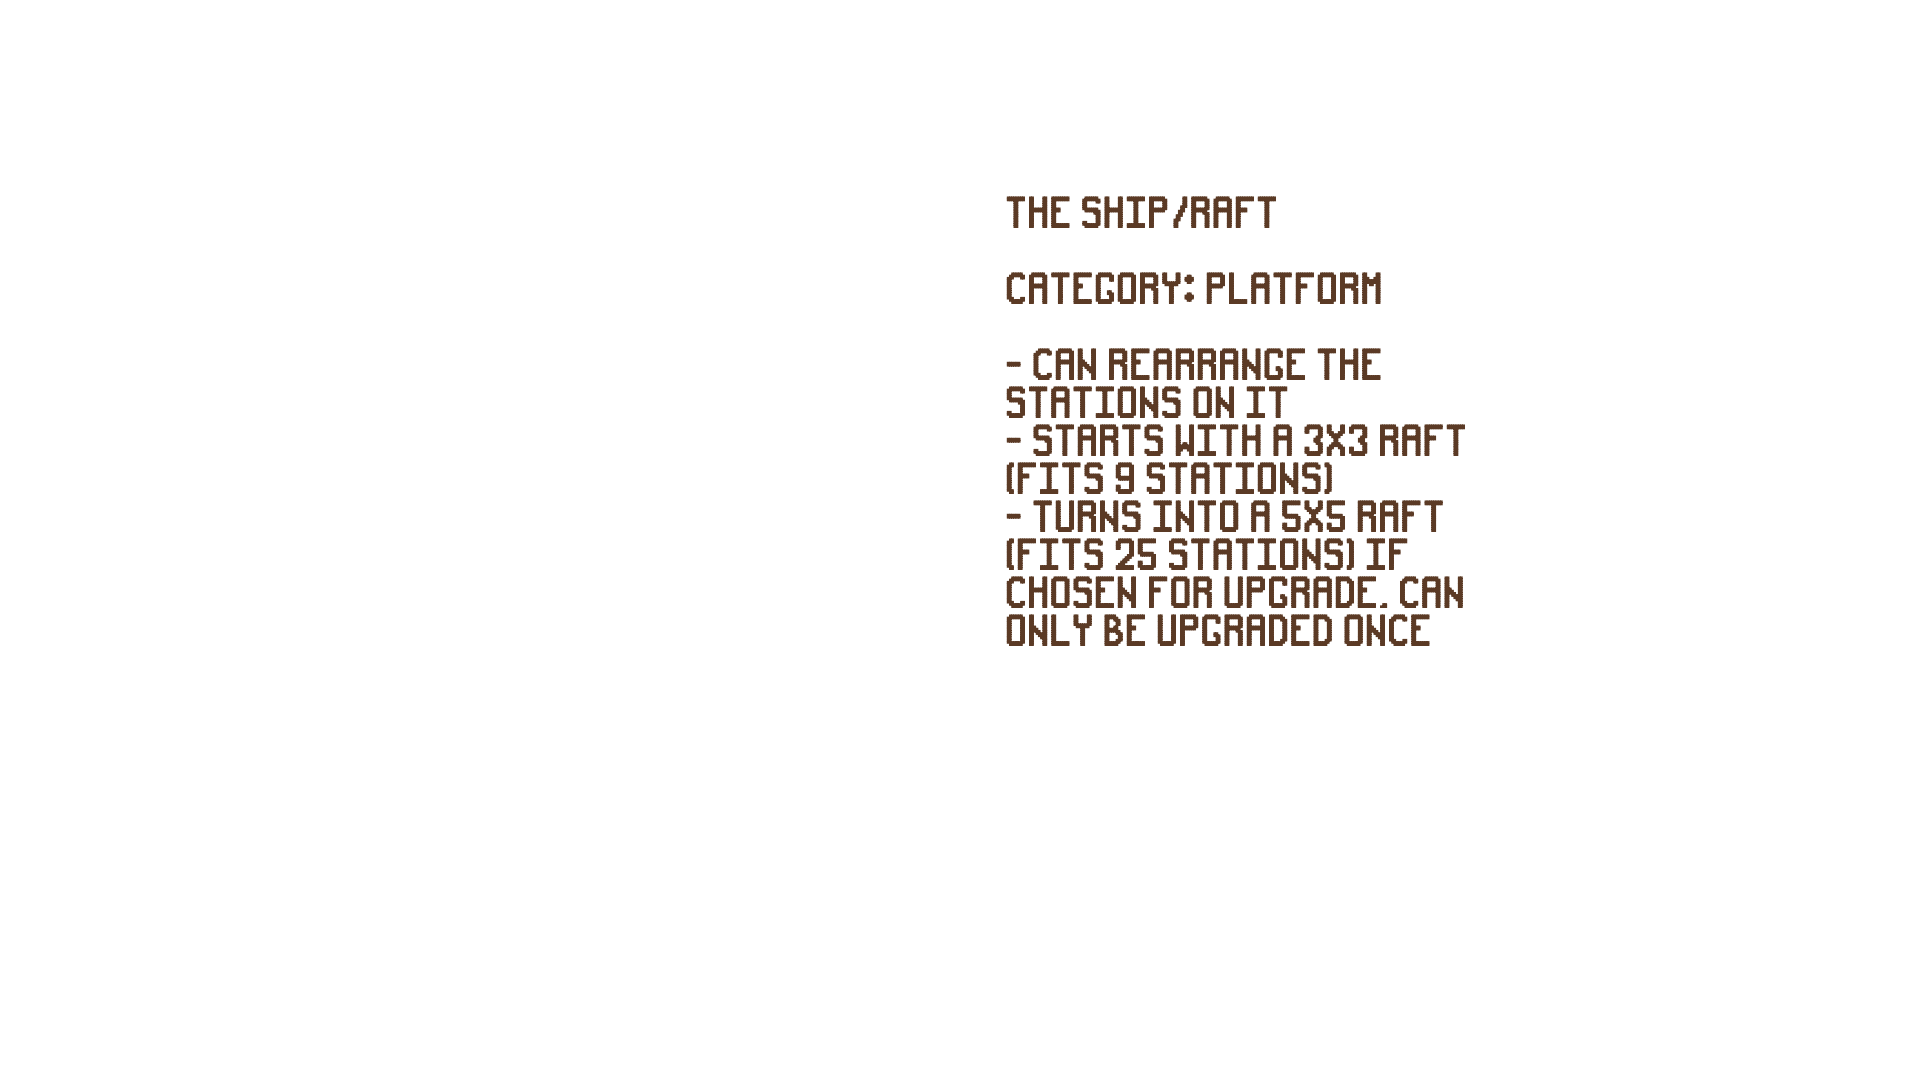 THE SHIP/RAFT
CATEGORY: PLATFORM
- CAN REARRANGE THE
STATIONS ON IT
- STARTS WITH A 3X3 RAFT
(FITS 9 STATIONS)
- TURNS INTO A 5X5 RAFT
(FITS 25 STATIONS) IF
CHOSEN FOR UPGRADE. CAN
ONLY BE UPGRADED ONCE